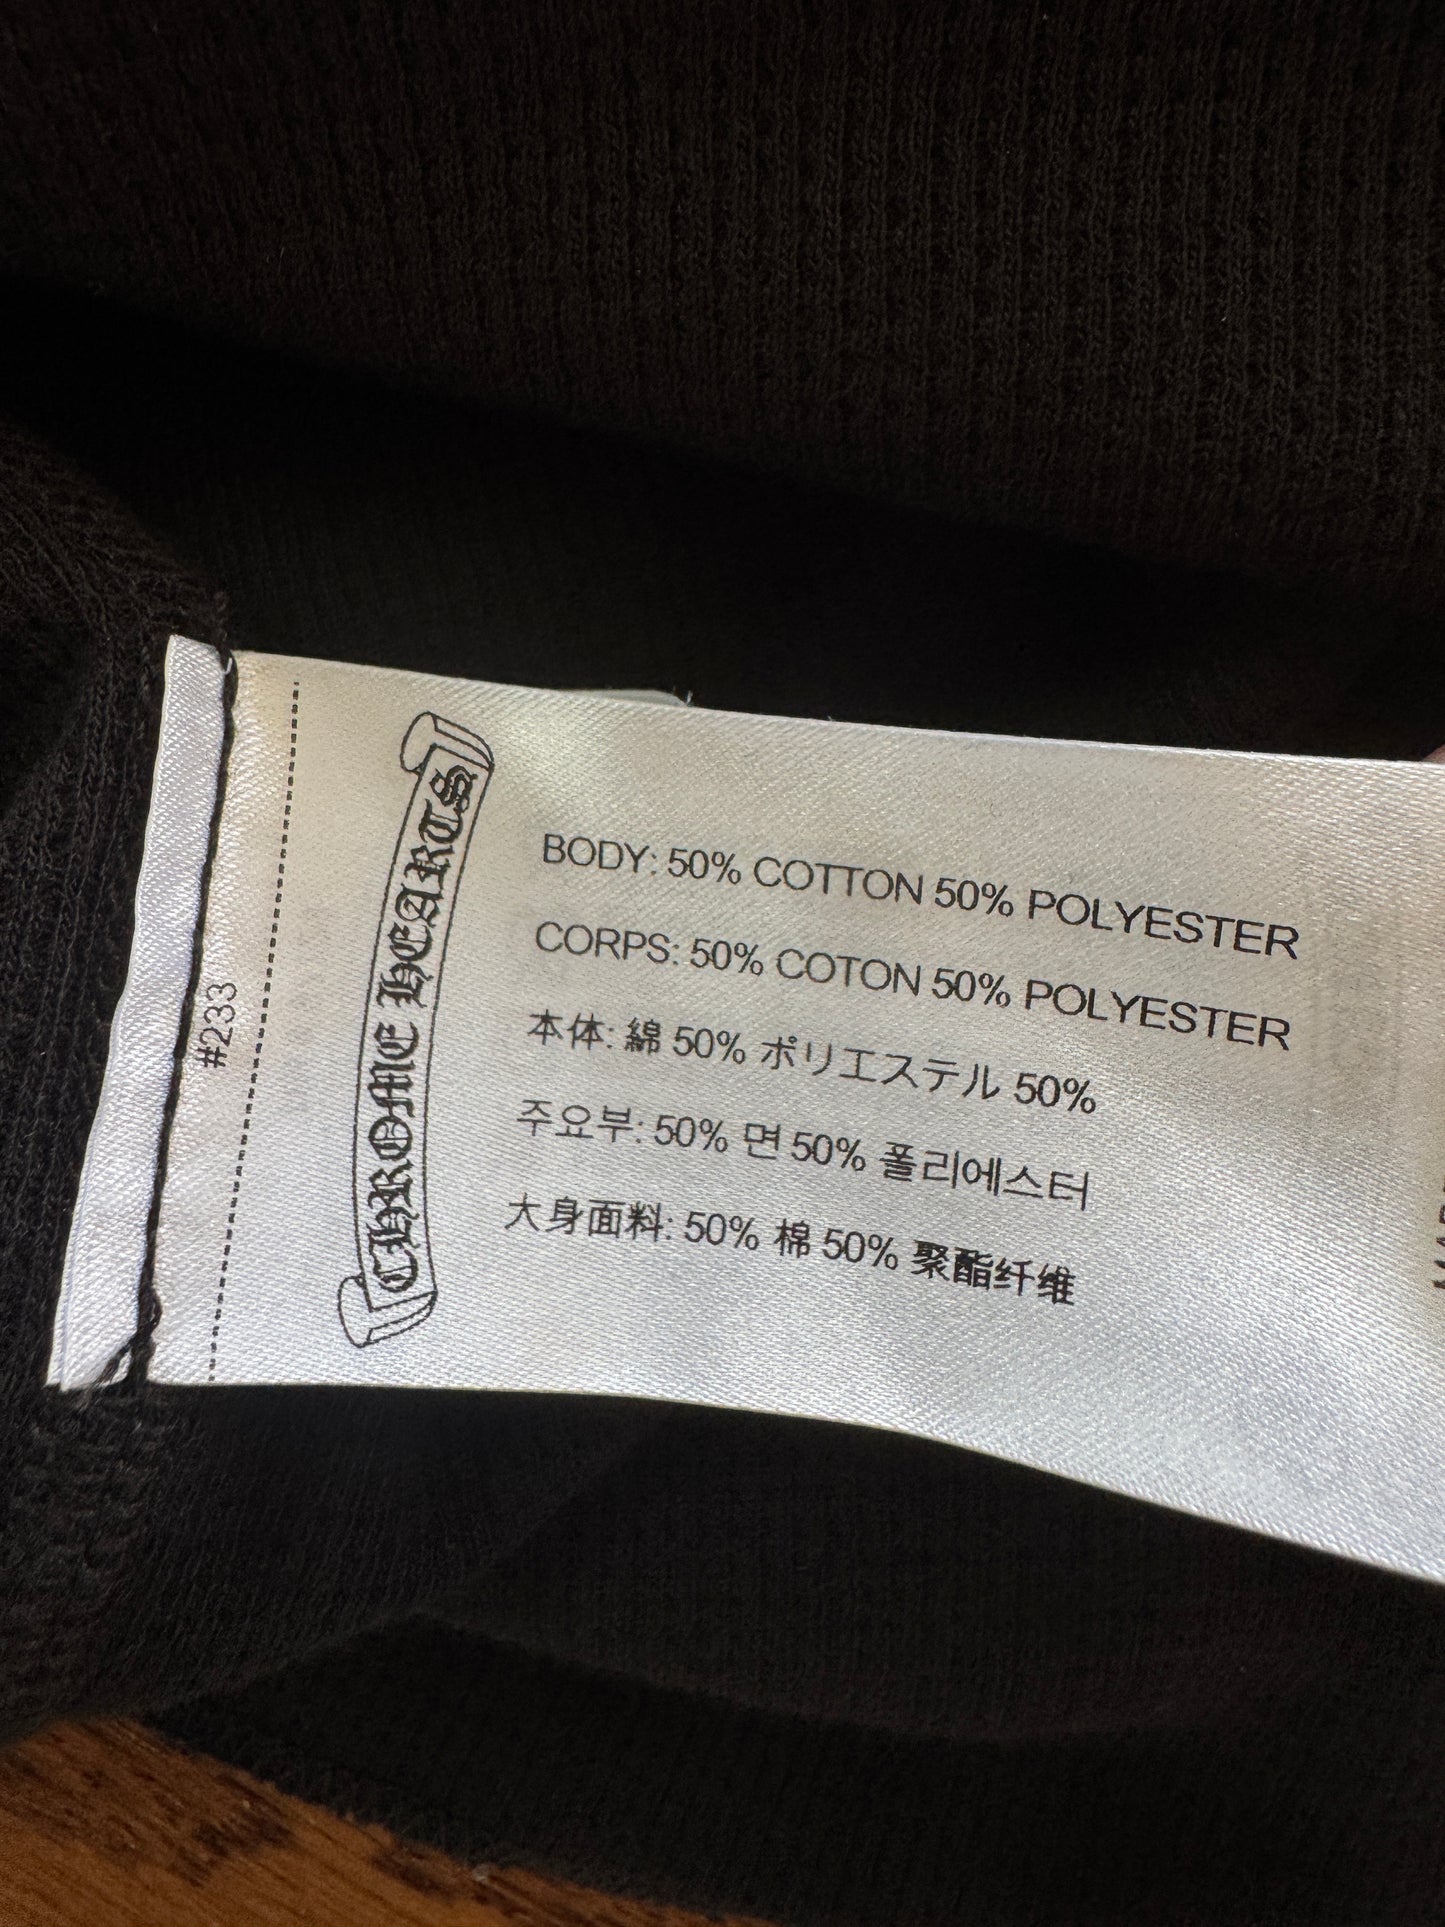 #233
CHROME HEARTS
BODY: 50% COTTON 50% POLYESTER
CORPS: 50% COTON 50% POLYESTER
本体: 綿 50% ポリエステル 50%
주요부: 50% 면 50% 폴리에스터
大身面料: 50% 棉 50% 聚酯纤维